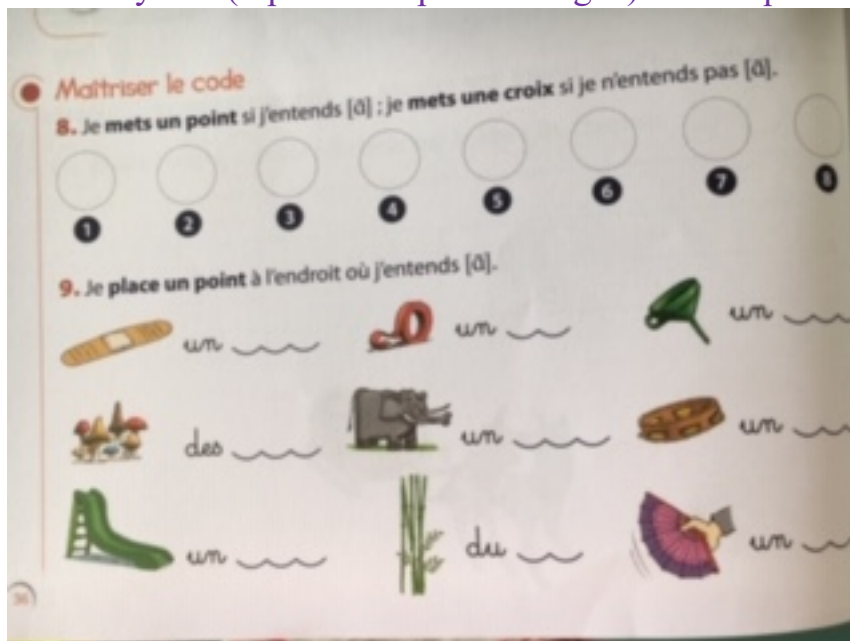 Maîtriser le code
8. Je mets un point si j'entends [ɑ̃] ; je mets une croix si je n'entends pas [ɑ̃].
1 2 3 4 5 6 7 8
9. Je place un point à l'endroit où j'entends [ɑ̃].
un un un
des un un
un du un
36